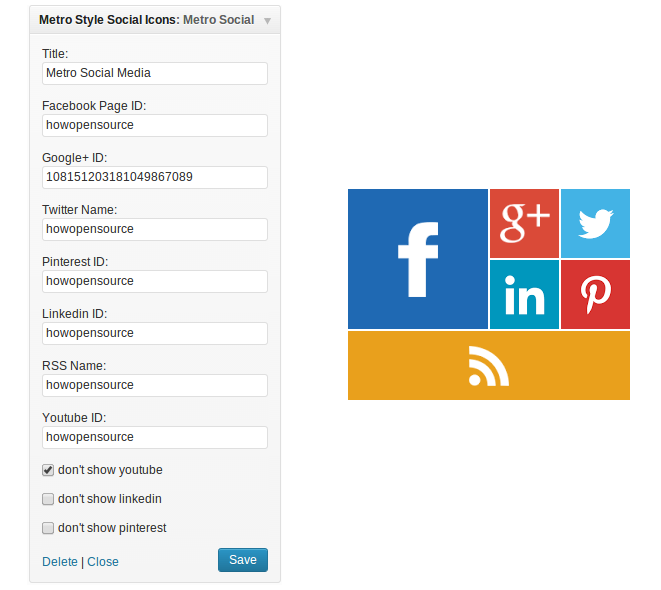 Metro Style Social Icons: Metro Social
Title:
Metro Social Media
Facebook Page ID:
howopensource
Google+ ID:
108151203181049867089
Twitter Name:
howopensource
Pinterest ID:
howopensource
Linkedin ID:
howopensource
RSS Name:
howopensource
Youtube ID:
howopensource
don't show youtube
don't show linkedin
don't show pinterest
Delete | Close
Save
f
g+
in